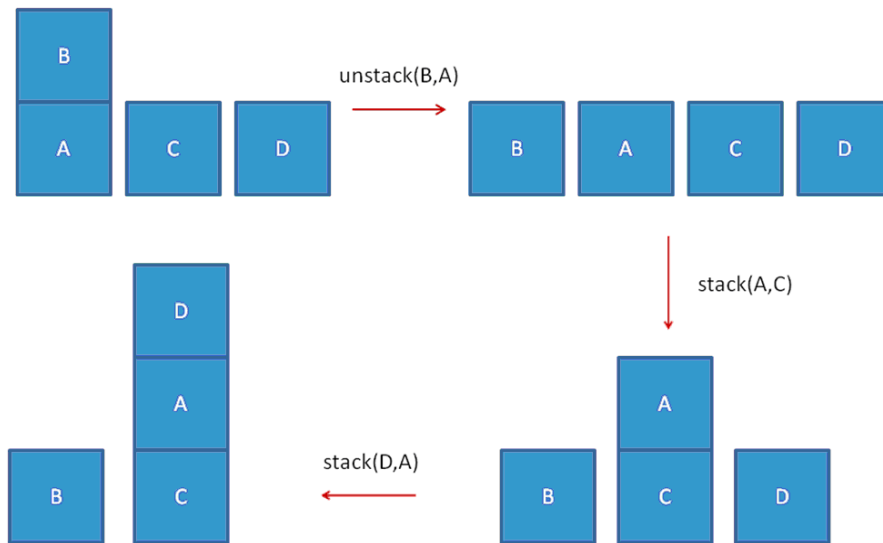 B
unstack(B,A)
A C D
B A C D
stack(A,C)
D
A
A
stack(D,A)
B C
B C D